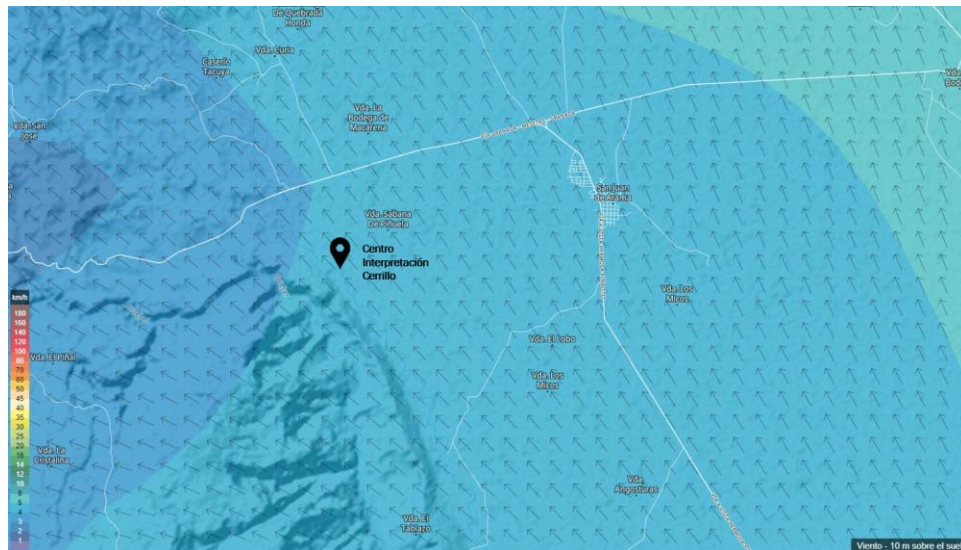 De Quebrada
Honda
Vda. Curia
Caserío
Tacuya
Vda. San
José
Vda. La
Bodega de
Macarena
San Juan
de Arama
Vda. Sabana
De Piñuela
Centro
Interpretación
Cerrillo
Vda. Los
Micos
Vda. El Lobo
Vda. Los
Micos
Vda. El Piñal
Vda. La
Cristalina
Vda.
Angosturas
Vda. El
Tablazo
km/h
180
160
140
120
100
80
70
60
50
45
40
35
30
25
20
16
14
12
10
8
6
4
3
2
1
Viento - 10 m sobre el sue